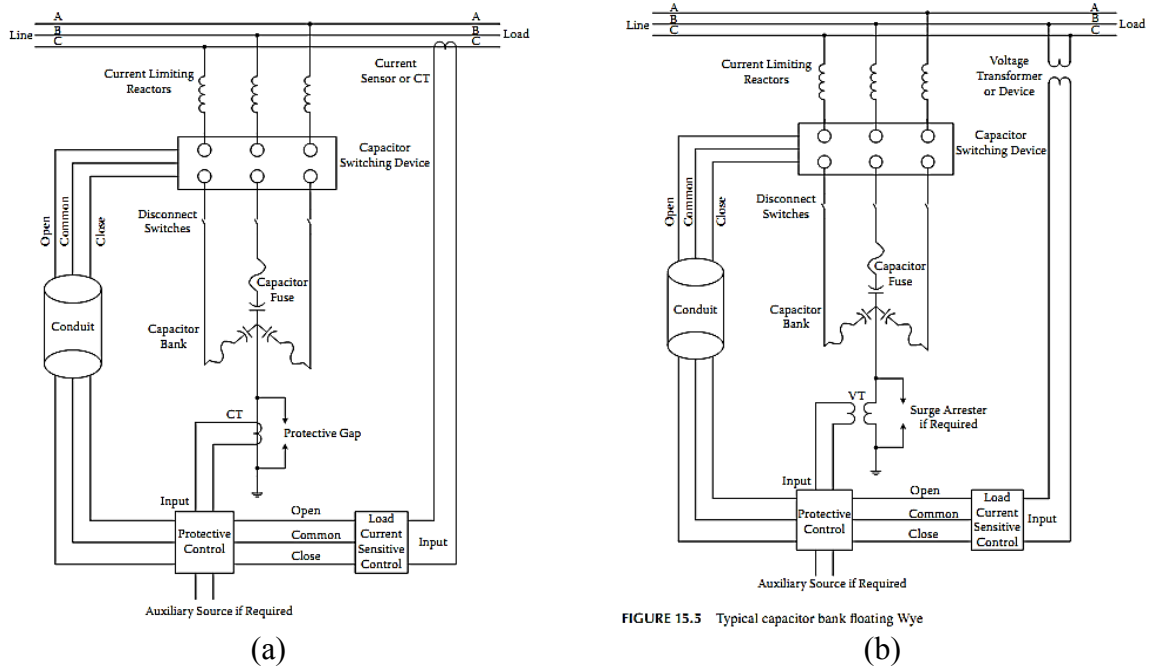 A A
Line B B Load
C C
Current Limiting
Reactors
Current
Sensor or CT
Capacitor
Switching Device
Open
Common
Close
Disconnect
Switches
Capacitor
Fuse
Conduit
Capacitor
Bank
CT
Protective Gap
Input
Open
Protective
Control
Common
Load
Current
Sensitive
Control
Input
Close
Auxiliary Source if Required
(a)
A A
Line B B Load
C C
Current Limiting
Reactors
Voltage
Transformer
or Device
Capacitor
Switching Device
Open
Common
Close
Disconnect
Switches
Capacitor
Fuse
Conduit
Capacitor
Bank
VT
Surge Arrester
if Required
Input
Open
Protective
Control
Common
Load
Current
Sensitive
Control
Input
Close
Auxiliary Source if Required
FIGURE 15.5 Typical capacitor bank floating Wye
(b)